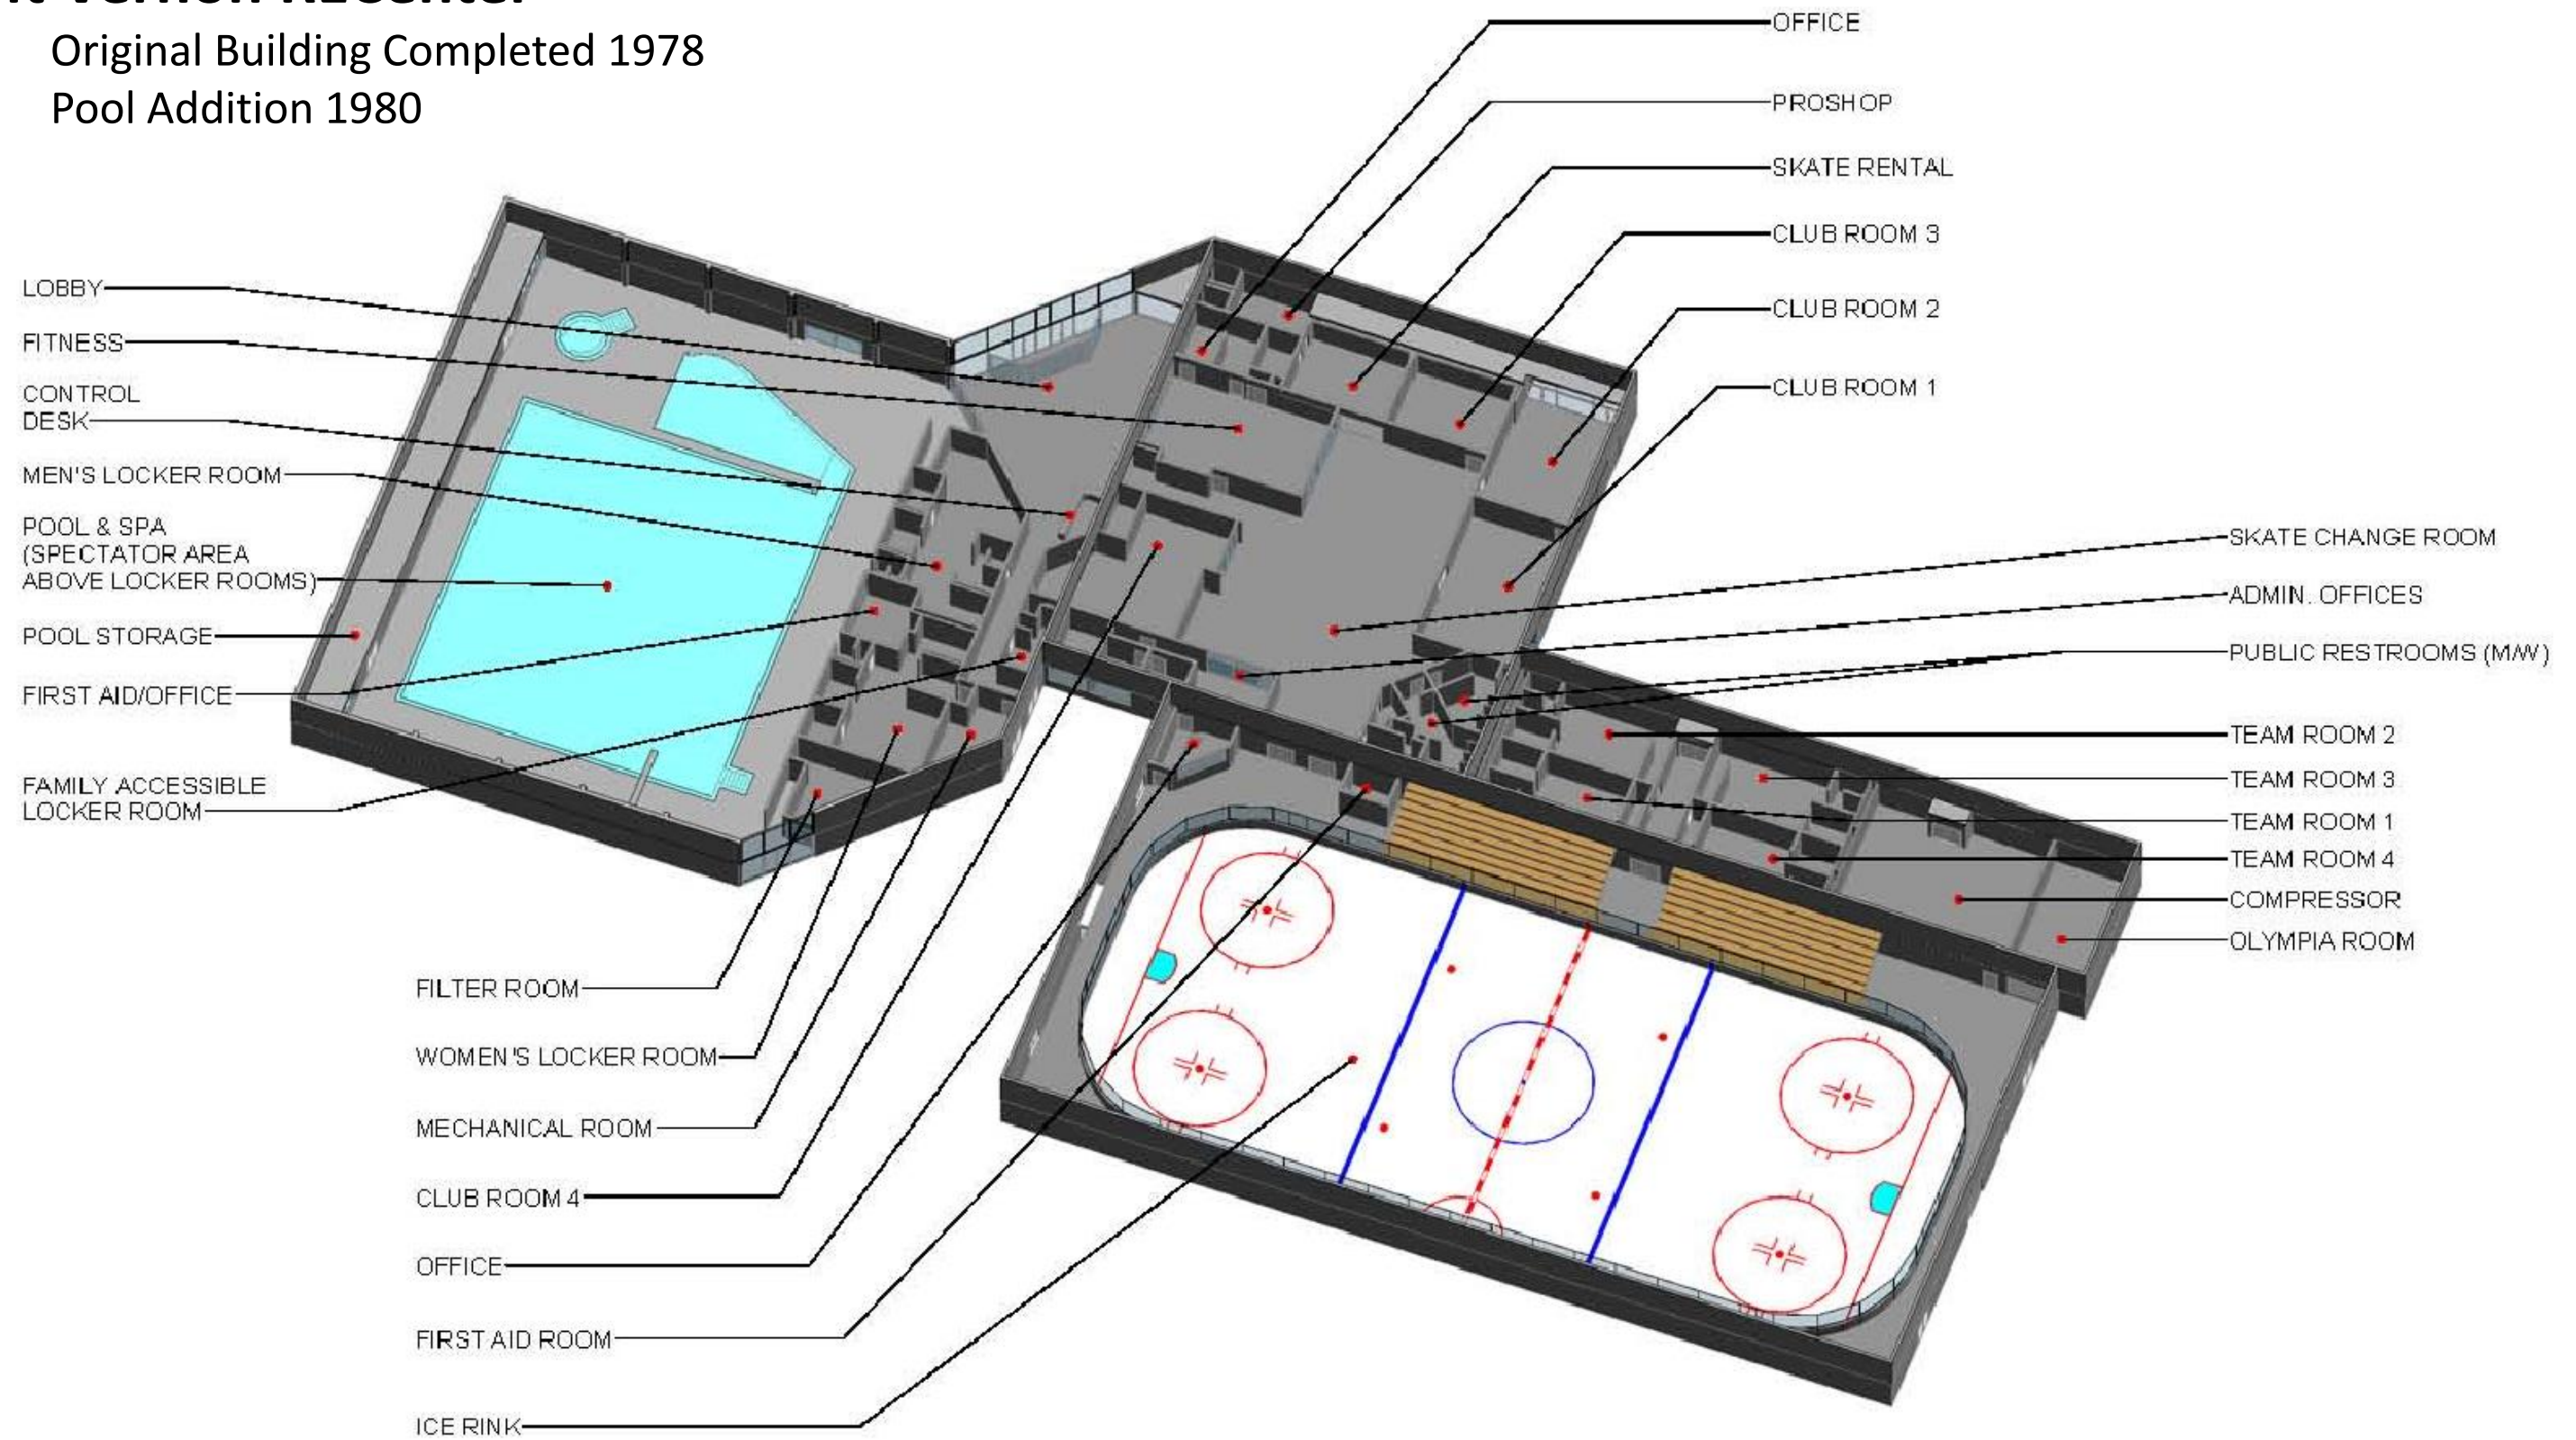 Vernon RECenter
Original Building Completed 1978
Pool Addition 1980
OFFICE
PROSHOP
SKATE RENTAL
CLUB ROOM 3
CLUB ROOM 2
CLUB ROOM 1
LOBBY
FITNESS
CONTROL
DESK
MEN'S LOCKER ROOM
POOL & SPA
(SPECTATOR AREA
ABOVE LOCKER ROOMS)
POOL STORAGE
FIRST AID/OFFICE
FAMILY ACCESSIBLE
LOCKER ROOM
SKATE CHANGE ROOM
ADMIN. OFFICES
PUBLIC RESTROOMS (M/W)
TEAM ROOM 2
TEAM ROOM 3
TEAM ROOM 1
TEAM ROOM 4
COMPRESSOR
OLYMPIA ROOM
FILTER ROOM
WOMEN'S LOCKER ROOM
MECHANICAL ROOM
CLUB ROOM 4
OFFICE
FIRST AID ROOM
ICE RINK